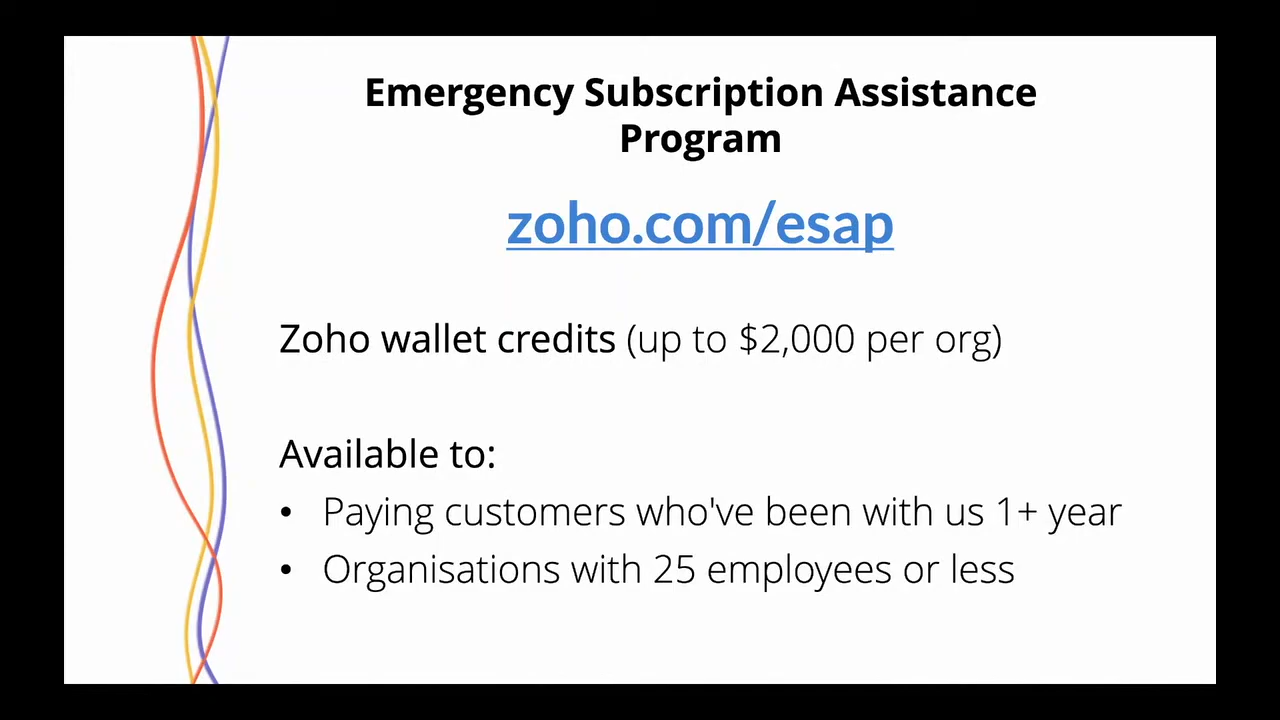 Emergency Subscription Assistance
Program
zoho.com/esap
Zoho wallet credits (up to $2,000 per org)
Available to:
• Paying customers who've been with us 1+ year
• Organisations with 25 employees or less